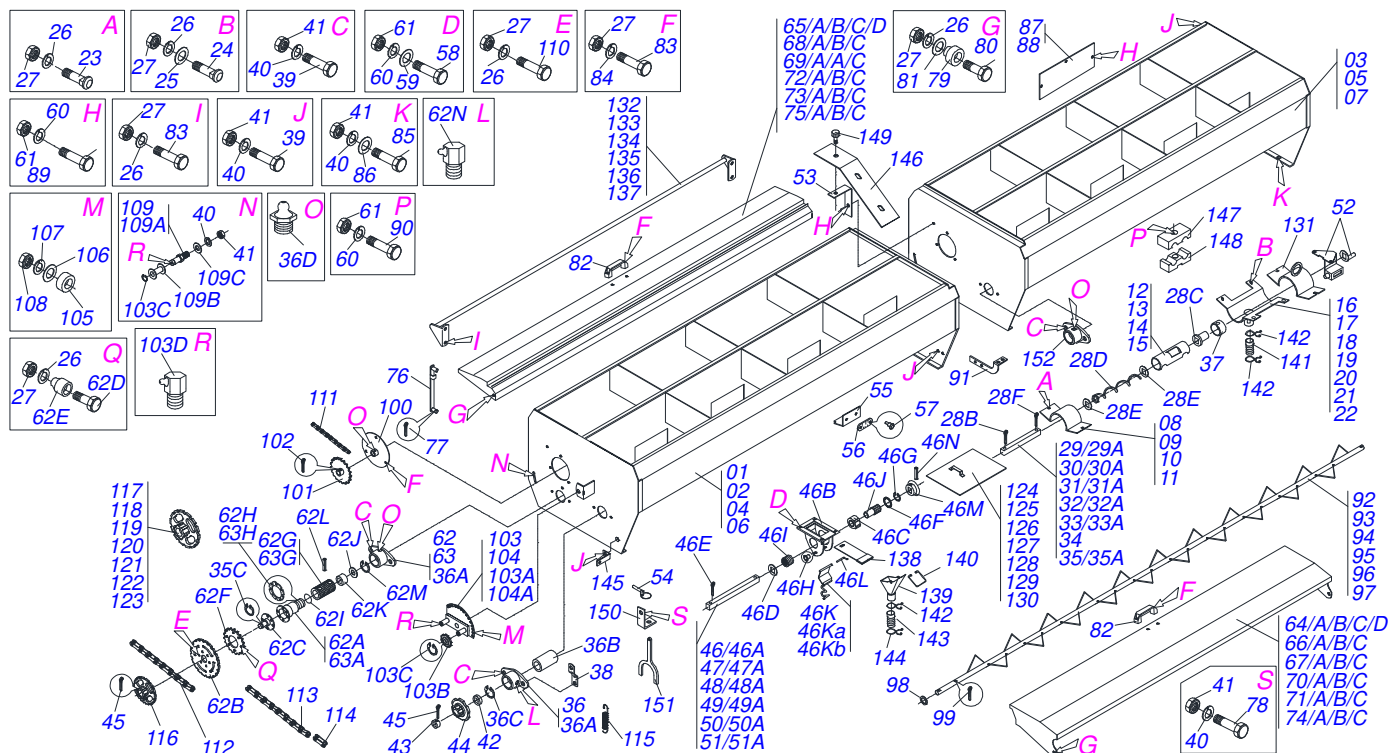 A
26
23
27
B
26
24
27
25
C
41
40
39
D
61
58
60
59
E
27
110
26
F
27
83
84
G
26
80
27
81
79
H
60
61
89
I
27
83
26
J
41
39
40
K
41
85
40
86
L
62N
M
107
106
108
105
N
109
109A
40
41
R
109C
109B
103C
O
36D
P
61
90
60
Q
26
62D
27
62E
R
103D
65/A/B/C/D
68/A/B/C
69/A/A/C
72/A/B/C
73/A/B/C
75/A/B/C
132
133
134
135
136
137
87
88
H
J
03
05
07
149
146
53
H
F
82
I
G
K
P
147
148
B
131
52
12
13
14
15
28C
37
142
141
142
16
17
18
19
20
21
22
O
C
152
28D
28E
28E
J
91
A
08
09
10
11
76
77
111
100
O
102
101
F
N
55
56
57
28B
28F
46N
46G
46J
46F
46M
46C
46B
D
46I
46H
46E
46D
46L
46K
46Ka
46Kb
138
140
139
142
143
144
29/29A
30/30A
31/31A
32/32A
33/33A
34
35/35A
124
125
126
127
128
129
130
01
02
04
06
92
93
94
95
96
97
117
118
119
120
121
122
123
62H
63H
62L
62G
63G
62J
C
O
62
63
36A
62M
62K
62I
35C
62F
62C
62A
63A
E
Q
62B
45
116
112
113
114
103
104
103A
104A
R
M
103C
103B
J
145
54
150
S
151
36B
38
C
L
36
36A
36C
45
43
44
42
115
46/46A
47/47A
48/48A
49/49A
50/50A
51/51A
98
99
F
82
G
64/A/B/C/D
66/A/B/C
67/A/B/C
70/A/B/C
71/A/B/C
74/A/B/C
S
41
78
40